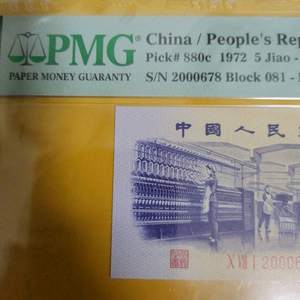 PMG
PAPER MONEY GUARANTY
China / People's Rep
Pick# 880c 1972 5 Jiao -
S/N 2000678 Block 081 -
中國人民